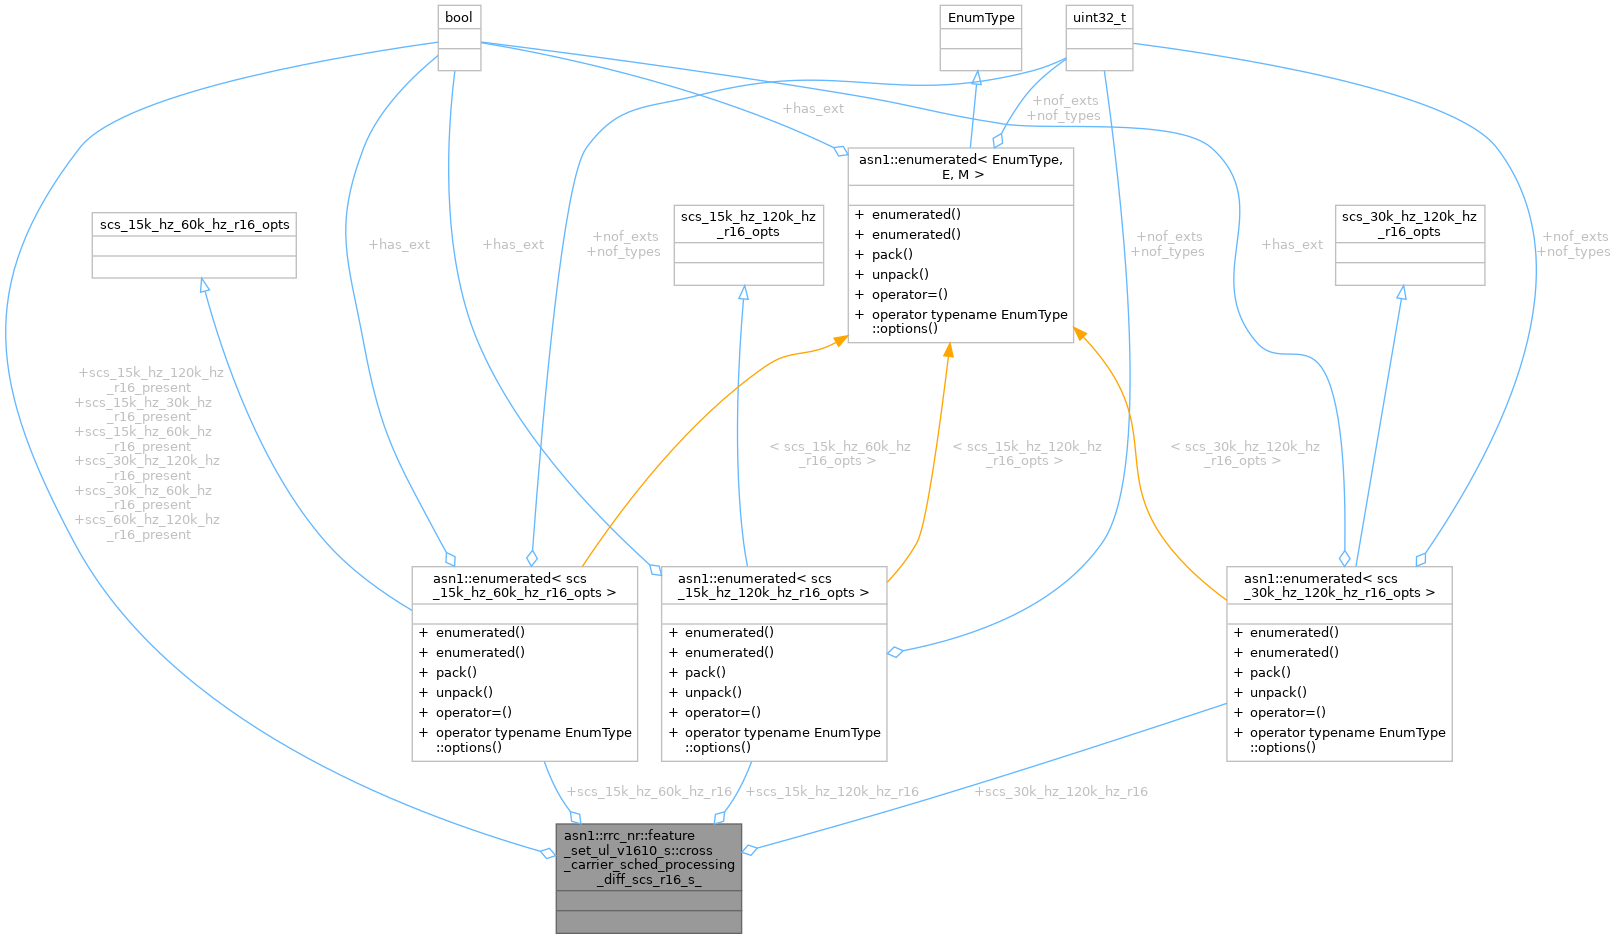 bool
EnumType
uint32_t
+has_ext
+nof_exts
+nof_types
asn1::enumerated< EnumType,
E, M >
+ enumerated()
+ enumerated()
+ pack()
+ unpack()
+ operator=()
+ operator typename EnumType
::options()
scs_15k_hz_60k_hz_r16_opts
+has_ext
+has_ext
+nof_exts
+nof_types
scs_15k_hz_120k_hz
_r16_opts
+nof_exts
+nof_types
+has_ext
scs_30k_hz_120k_hz
_r16_opts
+nof_exts
+nof_types
+scs_15k_hz_120k_hz
_r16_present
+scs_15k_hz_30k_hz
_r16_present
+scs_15k_hz_60k_hz
_r16_present
+scs_30k_hz_120k_hz
_r16_present
+scs_30k_hz_60k_hz
_r16_present
+scs_60k_hz_120k_hz
_r16_present
< scs_15k_hz_60k_hz
_r16_opts >
< scs_15k_hz_120k_hz
_r16_opts >
< scs_30k_hz_120k_hz
_r16_opts >
asn1::enumerated< scs
_15k_hz_60k_hz_r16_opts >
+ enumerated()
+ enumerated()
+ pack()
+ unpack()
+ operator=()
+ operator typename EnumType
::options()
asn1::enumerated< scs
_15k_hz_120k_hz_r16_opts >
+ enumerated()
+ enumerated()
+ pack()
+ unpack()
+ operator=()
+ operator typename EnumType
::options()
asn1::enumerated< scs
_30k_hz_120k_hz_r16_opts >
+ enumerated()
+ enumerated()
+ pack()
+ unpack()
+ operator=()
+ operator typename EnumType
::options()
+scs_15k_hz_60k_hz_r16
+scs_15k_hz_120k_hz_r16
+scs_30k_hz_120k_hz_r16
asn1::rrc_nr::feature
_set_ul_v1610_s::cross
_carrier_sched_processing
_diff_scs_r16_s_